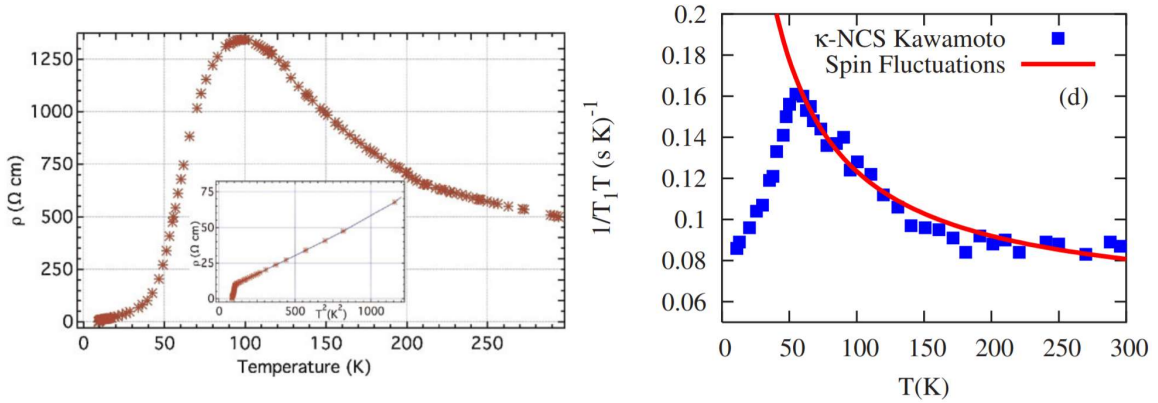 1250
1000
750
500
250
0
ρ (Ω cm)
0 50 100 150 200 250
Temperature (K)
75
50
25
0
ρ (Ω cm)
0 500 1000
T²(K²)
0.2
0.18
0.16
0.14
0.12
0.1
0.08
0.06
1/T₁T (s K)⁻¹
κ-NCS Kawamoto
Spin Fluctuations
(d)
0 50 100 150 200 250 300
T(K)